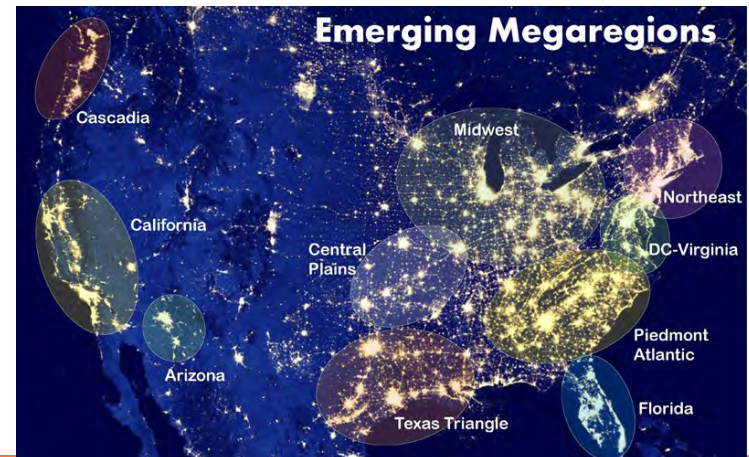 Emerging Megaregions
Cascadia
Midwest
Northeast
California
Central
Plains
DC-Virginia
Piedmont
Atlantic
Arizona
Texas Triangle
Florida